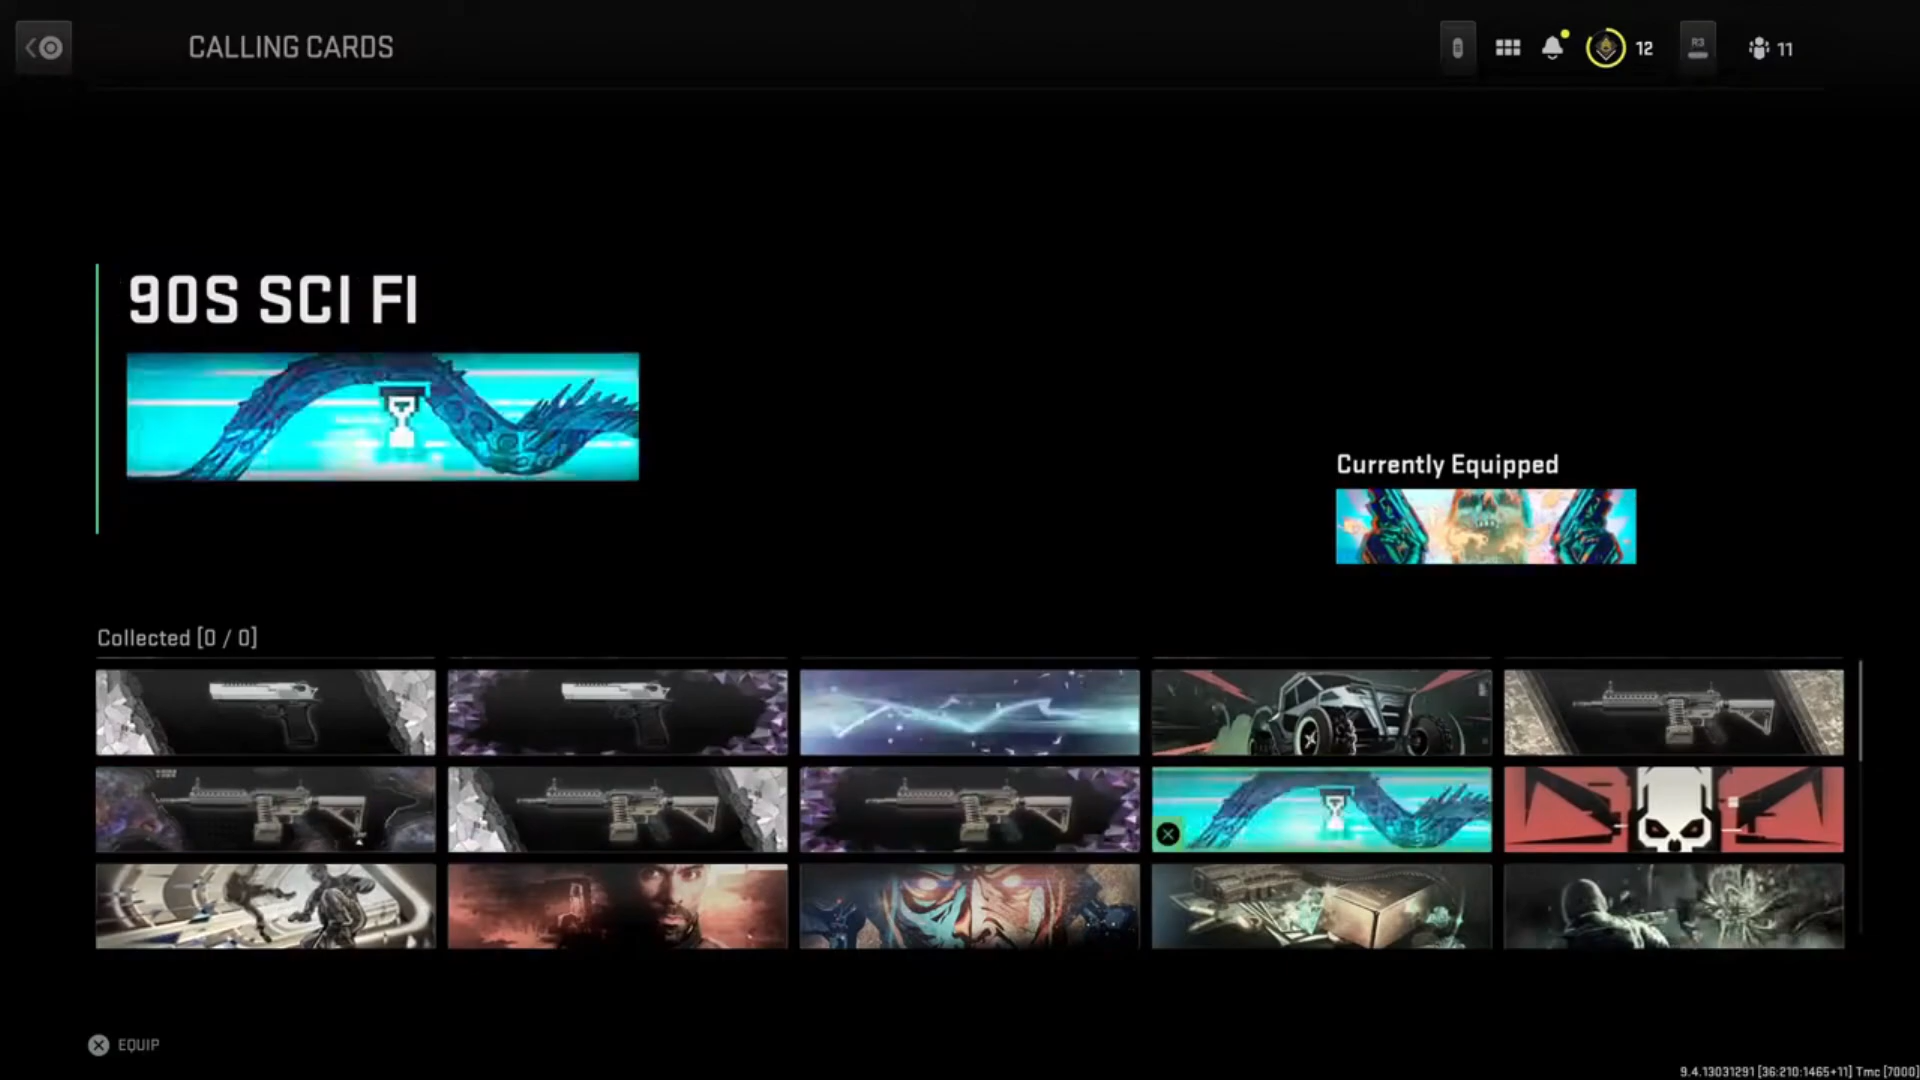 CALLING CARDS
12
R3
11
90S SCI FI
Currently Equipped
Collected [0 / 0]
EQUIP
9.4.13031291 [36:210:1465+11] Tmc [7000]